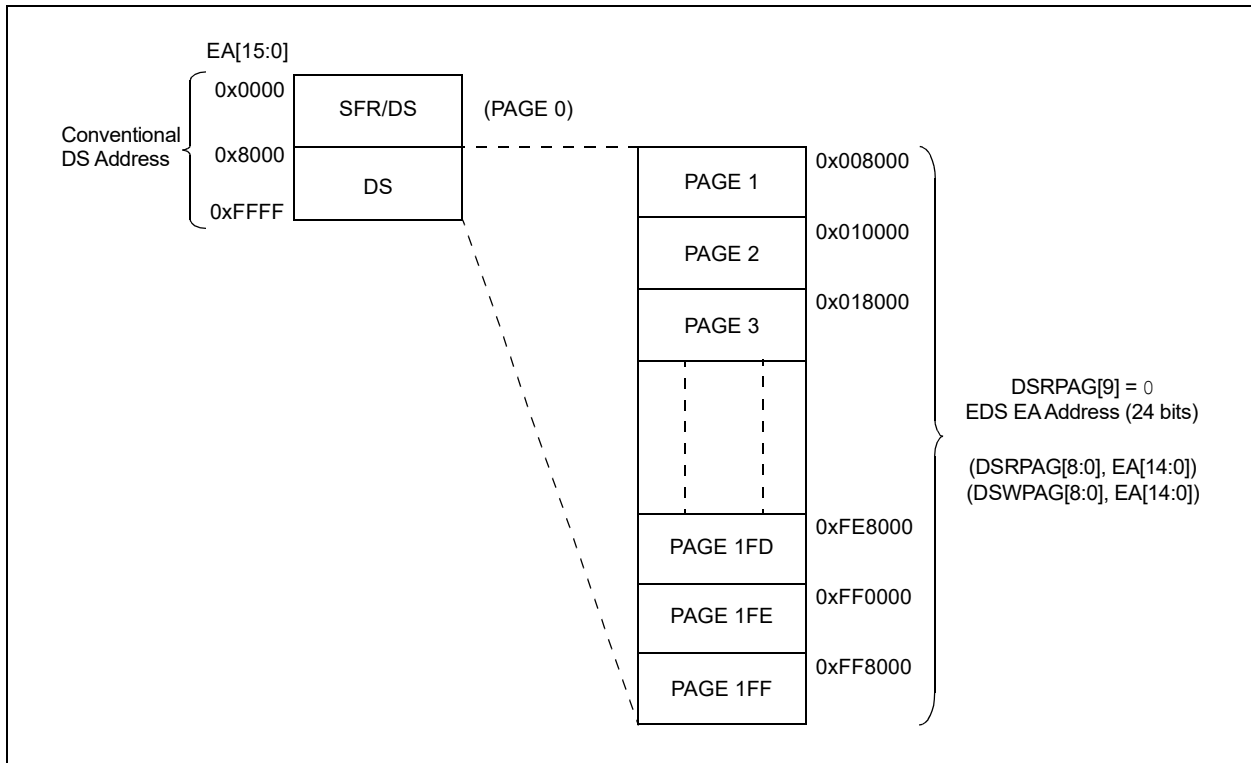 EA[15:0]
0x0000
SFR/DS
(PAGE 0)
Conventional
DS Address
0x8000
DS
0xFFFF
PAGE 1
0x008000
PAGE 2
0x010000
PAGE 3
0x018000
DSRPAG[9] = 0
EDS EA Address (24 bits)
(DSRPAG[8:0], EA[14:0])
(DSWPAG[8:0], EA[14:0])
PAGE 1FD
0xFE8000
PAGE 1FE
0xFF0000
PAGE 1FF
0xFF8000